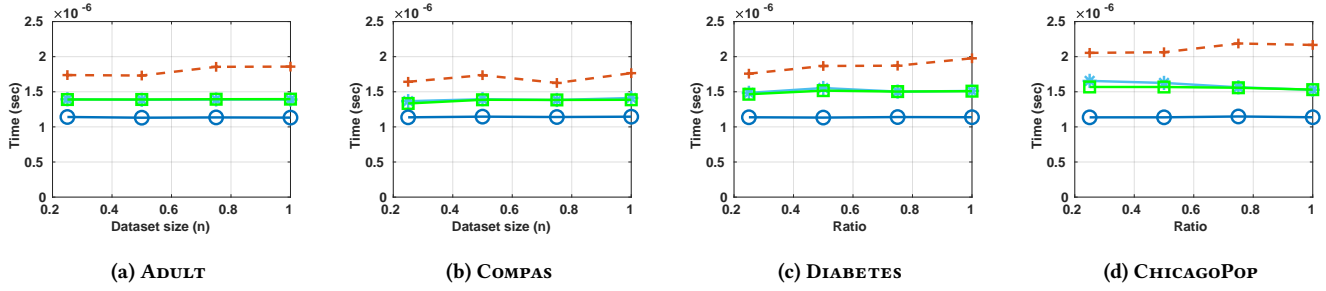 ×10⁻⁶
2.5
2
1.5
1
0.5
0
Time (sec)
0.2 0.4 0.6 0.8 1
Dataset size (n)
(a) Adult
×10⁻⁶
2.5
2
1.5
1
0.5
0
Time (sec)
0.2 0.4 0.6 0.8 1
Dataset size (n)
(b) Compas
×10⁻⁶
2.5
2
1.5
1
0.5
0
Time (sec)
0.2 0.4 0.6 0.8 1
Ratio
(c) Diabetes
×10⁻⁶
2.5
2
1.5
1
0.5
0
Time (sec)
0.2 0.4 0.6 0.8 1
Ratio
(d) ChicagoPop